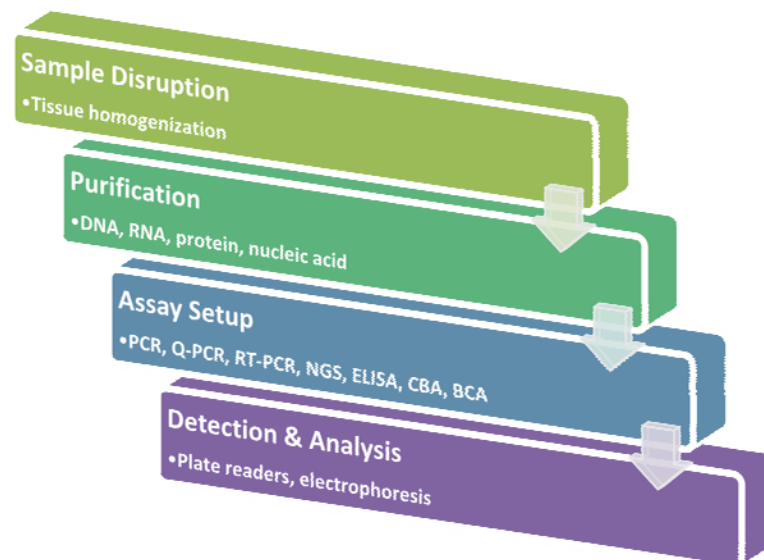 Sample Disruption
•Tissue homogenization
Purification
•DNA, RNA, protein, nucleic acid
Assay Setup
•PCR, Q-PCR, RT-PCR, NGS, ELISA, CBA, BCA
Detection & Analysis
•Plate readers, electrophoresis